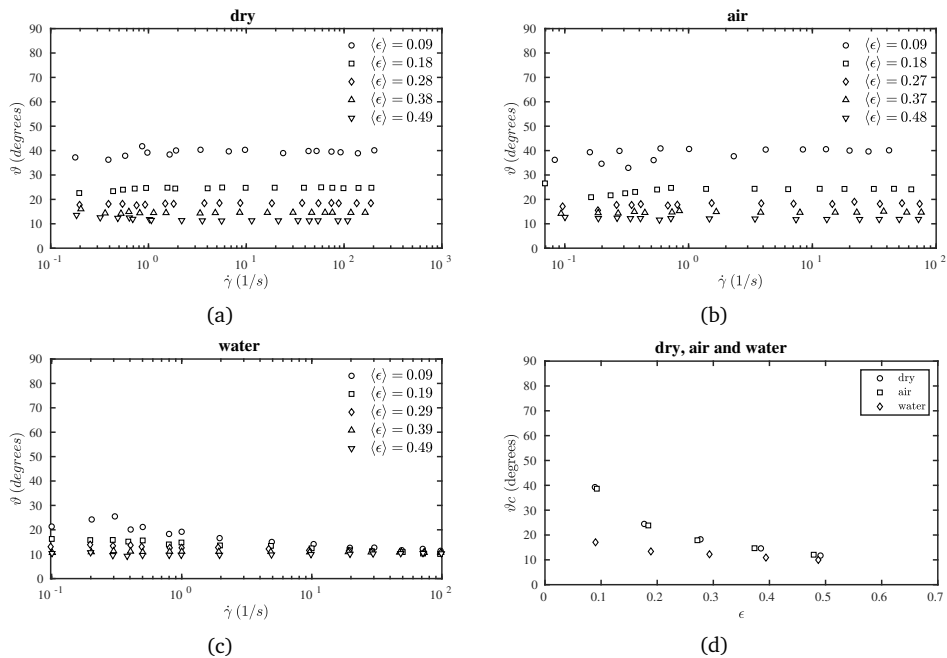 dry
90
80
70
60
50
40
30
20
10
0
ϑ (degrees)
⟨ϵ⟩ = 0.09
⟨ϵ⟩ = 0.18
⟨ϵ⟩ = 0.28
⟨ϵ⟩ = 0.38
⟨ϵ⟩ = 0.49
10⁻¹ 10⁰ 10¹ 10² 10³
γ̇ (1/s)
(a)
air
90
80
70
60
50
40
30
20
10
0
ϑ (degrees)
⟨ϵ⟩ = 0.09
⟨ϵ⟩ = 0.18
⟨ϵ⟩ = 0.27
⟨ϵ⟩ = 0.37
⟨ϵ⟩ = 0.48
10⁻¹ 10⁰ 10¹ 10²
γ̇ (1/s)
(b)
water
90
80
70
60
50
40
30
20
10
0
ϑ (degrees)
⟨ϵ⟩ = 0.09
⟨ϵ⟩ = 0.19
⟨ϵ⟩ = 0.29
⟨ϵ⟩ = 0.39
⟨ϵ⟩ = 0.49
10⁻¹ 10⁰ 10¹ 10²
γ̇ (1/s)
(c)
dry, air and water
90
80
70
60
50
40
30
20
10
0
ϑc (degrees)
dry
air
water
0 0.1 0.2 0.3 0.4 0.5 0.6 0.7
ϵ
(d)